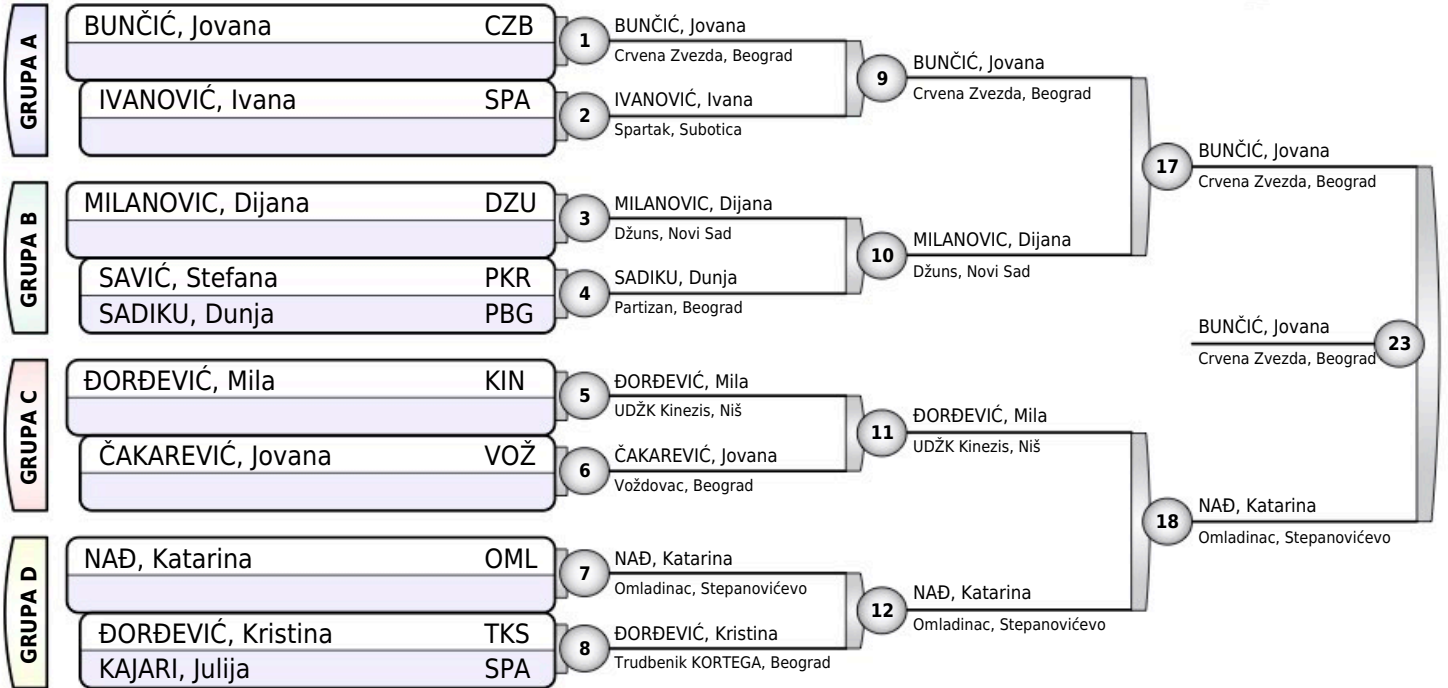 GRUPA A
BUNČIĆ, Jovana CZB
IVANOVIĆ, Ivana SPA
GRUPA B
MILANOVIC, Dijana DZU
SAVIĆ, Stefana PKR
SADIKU, Dunja PBG
GRUPA C
ĐORĐEVIĆ, Mila KIN
ČAKAREVIĆ, Jovana VOŽ
GRUPA D
NAĐ, Katarina OML
ĐORĐEVIĆ, Kristina TKS
KAJARI, Julija SPA
1
BUNČIĆ, Jovana
Crvena Zvezda, Beograd
2
IVANOVIĆ, Ivana
Spartak, Subotica
3
MILANOVIC, Dijana
Džuns, Novi Sad
4
SADIKU, Dunja
Partizan, Beograd
5
ĐORĐEVIĆ, Mila
UDŽK Kinezis, Niš
6
ČAKAREVIĆ, Jovana
Voždovac, Beograd
7
NAĐ, Katarina
Omladinac, Stepanovićevo
8
ĐORĐEVIĆ, Kristina
Trudbenik KORTEGA, Beograd
9
BUNČIĆ, Jovana
Crvena Zvezda, Beograd
10
MILANOVIC, Dijana
Džuns, Novi Sad
11
ĐORĐEVIĆ, Mila
UDŽK Kinezis, Niš
12
NAĐ, Katarina
Omladinac, Stepanovićevo
17
BUNČIĆ, Jovana
Crvena Zvezda, Beograd
18
NAĐ, Katarina
Omladinac, Stepanovićevo
BUNČIĆ, Jovana
Crvena Zvezda, Beograd
23